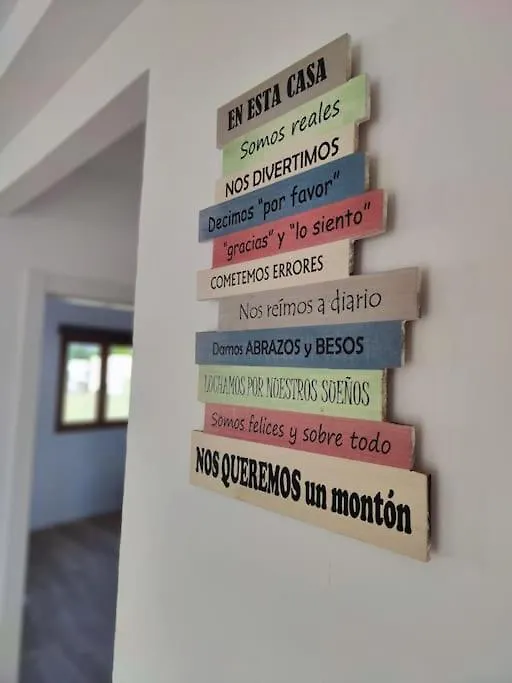 EN ESTA CASA
Somos reales
NOS DIVERTIMOS
Decimos "por favor"
"gracias" y "lo siento"
COMETEMOS ERRORES
Nos reímos a diario
Damos ABRAZOS y BESOS
LUCHAMOS POR NUESTROS SUEÑOS
Somos felices y sobre todo
NOS QUEREMOS un montón